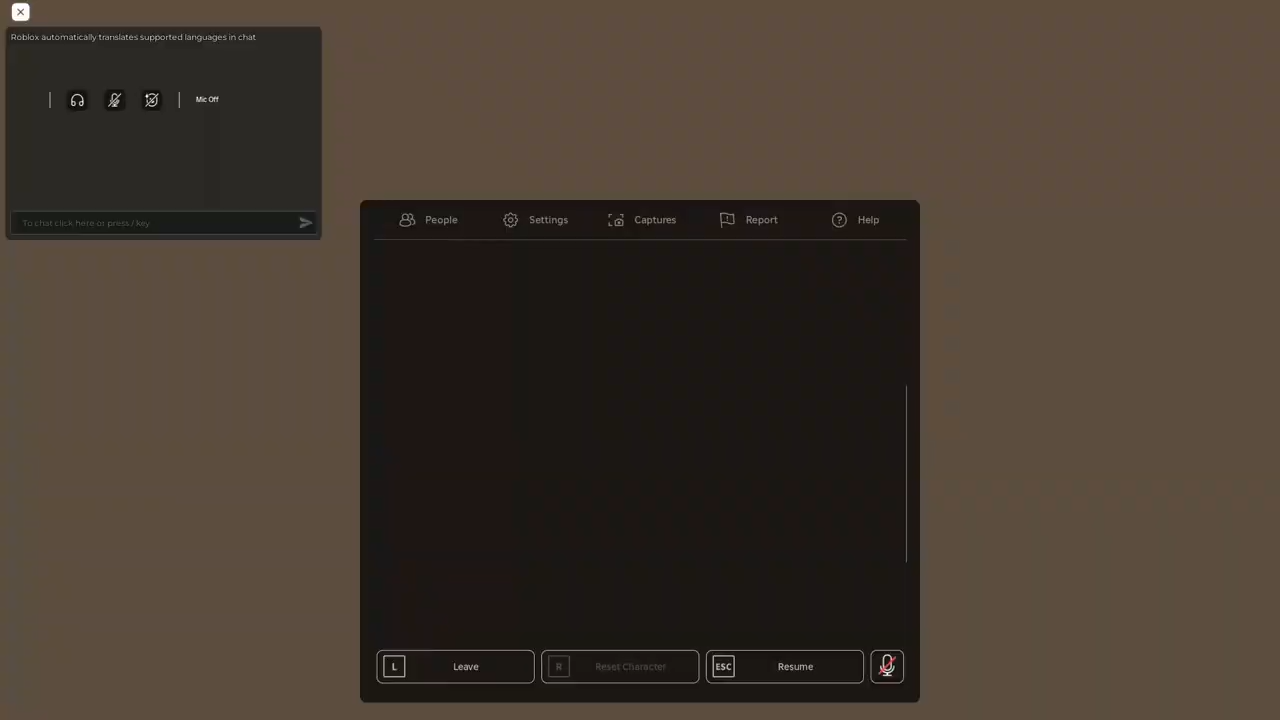 Roblox automatically translates supported languages in chat
Mic Off
To chat click here or press / key
People
Settings
Captures
Report
Help
L
Leave
R
Reset Character
ESC
Resume